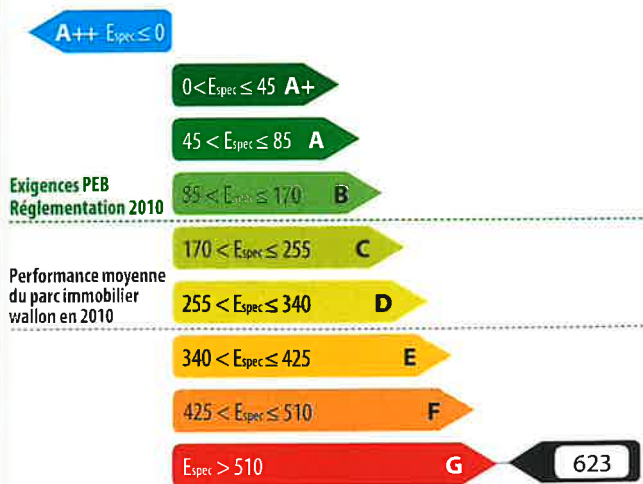 A++ Espec ≤ 0
0 < Espec ≤ 45 A+
45 < Espec ≤ 85 A
Exigences PEB
Réglementation 2010
85 < Espec ≤ 170 B
170 < Espec ≤ 255 C
Performance moyenne
du parc immobilier
wallon en 2010
255 < Espec ≤ 340 D
340 < Espec ≤ 425 E
425 < Espec ≤ 510 F
Espec > 510 G
623